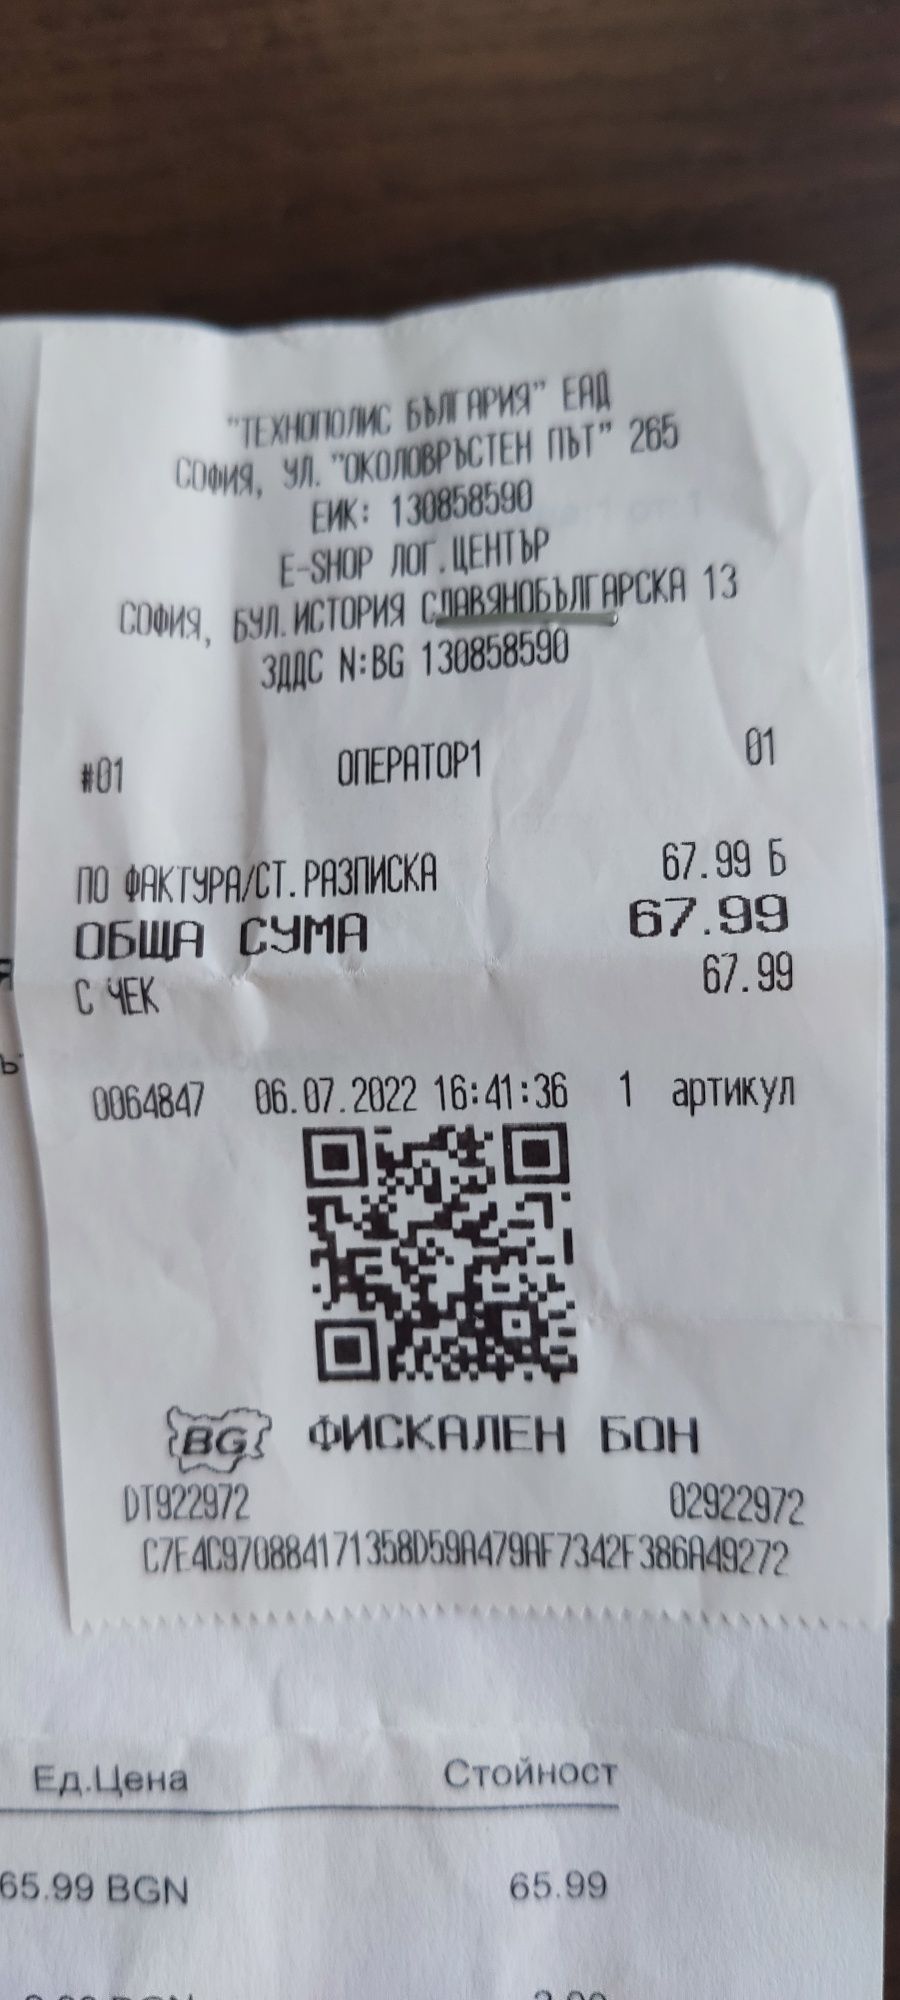 "ТЕХНОПОЛИС БЪЛГАРИЯ" ЕАД
СОФИЯ, УЛ. "ОКОЛОВРЪСТЕН ПЪТ" 265
ЕИК: 130858590
E-SHOP ЛОГ.ЦЕНТЪР
СОФИЯ, БУЛ.ИСТОРИЯ СЛАВЯНОБЪЛГАРСКА 13
ЗДДС N:BG 130858590
#01 ОПЕРАТОР1 01
ПО ФАКТУРА/СТ.РАЗПИСКА 67.99 Б
ОБЩА СУМА 67.99
С ЧЕК 67.99
0064847 06.07.2022 16:41:36 1 артикул
BG ФИСКАЛЕН БОН
DT922972 02922972
C7E4C970884171358D59A479AF7342F386A49272
Ед.Цена Стойност
65.99 BGN 65.99